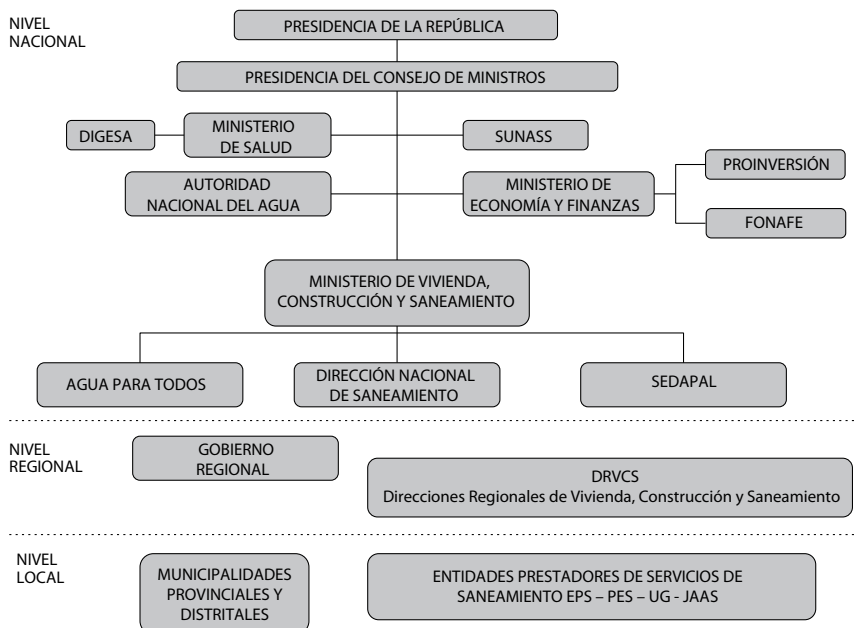 NIVEL
NACIONAL
PRESIDENCIA DE LA REPÚBLICA
PRESIDENCIA DEL CONSEJO DE MINISTROS
DIGESA
MINISTERIO
DE SALUD
SUNASS
AUTORIDAD
NACIONAL DEL AGUA
MINISTERIO DE
ECONOMÍA Y FINANZAS
PROINVERSIÓN
FONAFE
MINISTERIO DE VIVIENDA,
CONSTRUCCIÓN Y SANEAMIENTO
AGUA PARA TODOS
DIRECCIÓN NACIONAL
DE SANEAMIENTO
SEDAPAL
NIVEL
REGIONAL
GOBIERNO
REGIONAL
DRVCS
Direcciones Regionales de Vivienda, Construcción y Saneamiento
NIVEL
LOCAL
MUNICIPALIDADES
PROVINCIALES Y
DISTRITALES
ENTIDADES PRESTADORES DE SERVICIOS DE
SANEAMIENTO EPS – PES – UG - JAAS